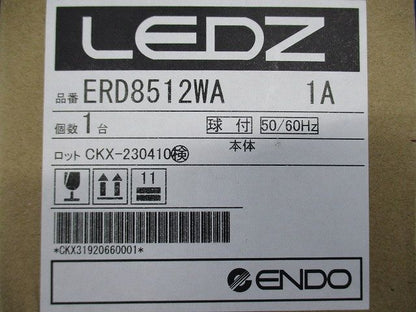 LEDZ
品番 ERD8512WA 1A
個数 1 台 球付 50/60Hz
本体
ロット CKX-230410 検
11
*CKX31920660001*
ENDO